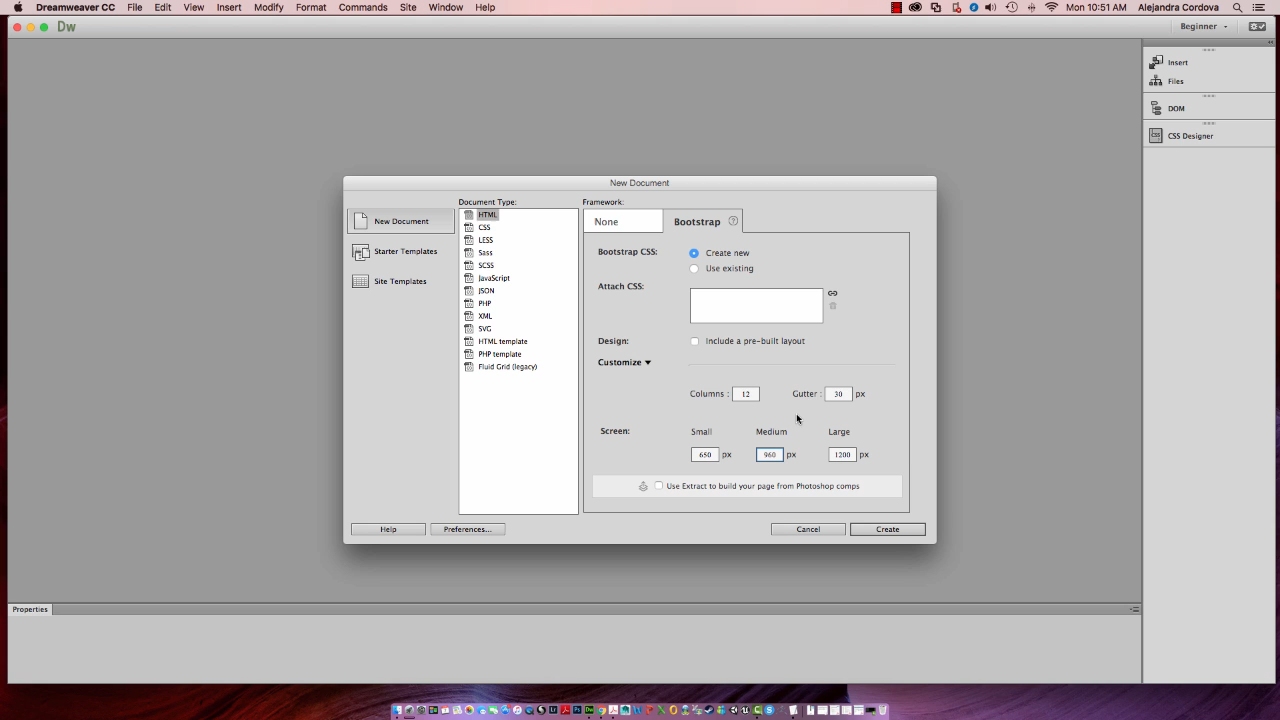 Dreamweaver CC File Edit View Insert Modify Format Commands Site Window Help Mon 10:51 AM Alejandra Cordova
Dw Beginner
Insert
Files
DOM
CSS CSS Designer
New Document
Document Type: Framework:
New Document
Starter Templates
Site Templates
HTML
CSS
LESS
Sass
SCSS
JavaScript
JSON
PHP
XML
SVG
HTML template
PHP template
Fluid Grid (legacy)
None Bootstrap ?
Bootstrap CSS: Create new
Use existing
Attach CSS:
Design: Include a pre-built layout
Customize
Columns : 12 Gutter : 30 px
Screen: Small Medium Large
650 px 960 px 1200 px
Use Extract to build your page from Photoshop comps
Help Preferences... Cancel Create
Properties